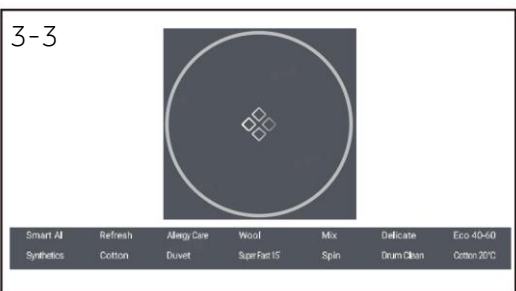 3-3
Smart AI Refresh Allergy Care Wool Mix Delicate Eco 40-60
Synthetics Cotton Duvet Super Fast 15' Spin Drum Clean Cotton 20°C